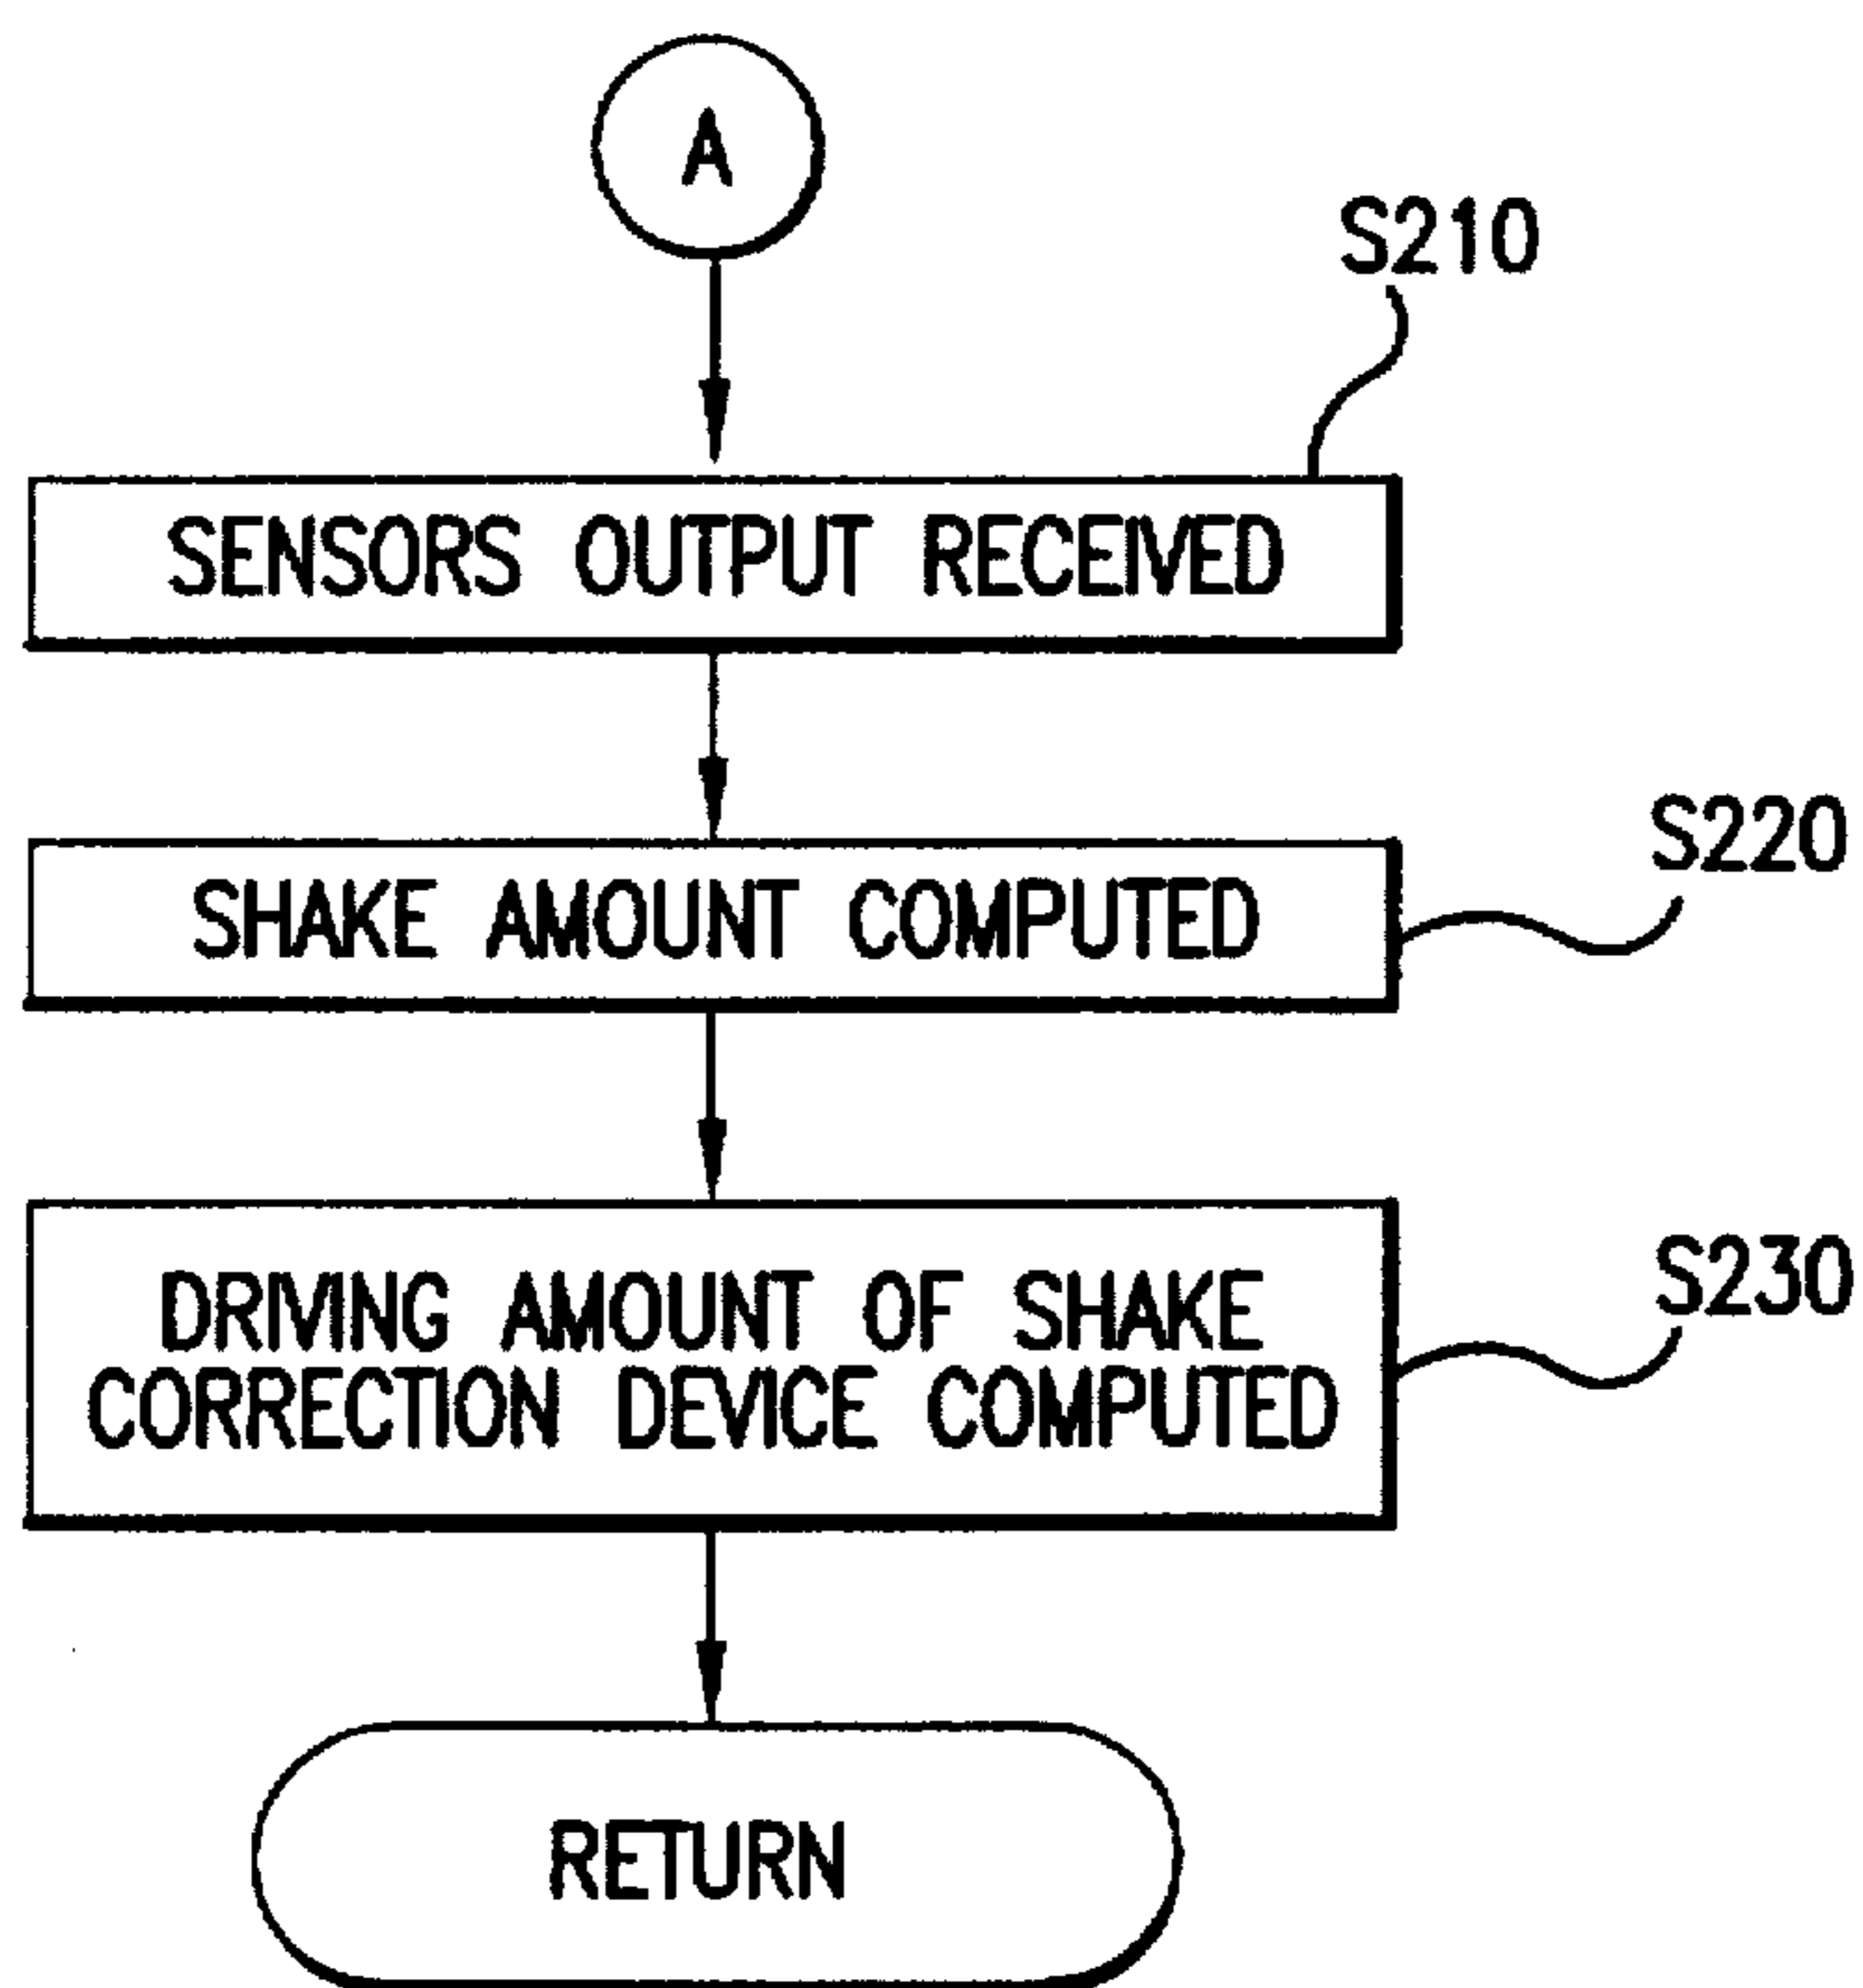 A
S210
SENSORS OUTPUT RECEIVED
S220
SHAKE AMOUNT COMPUTED
S230
DRIVING AMOUNT OF SHAKE
CORRECTION DEVICE COMPUTED
RETURN